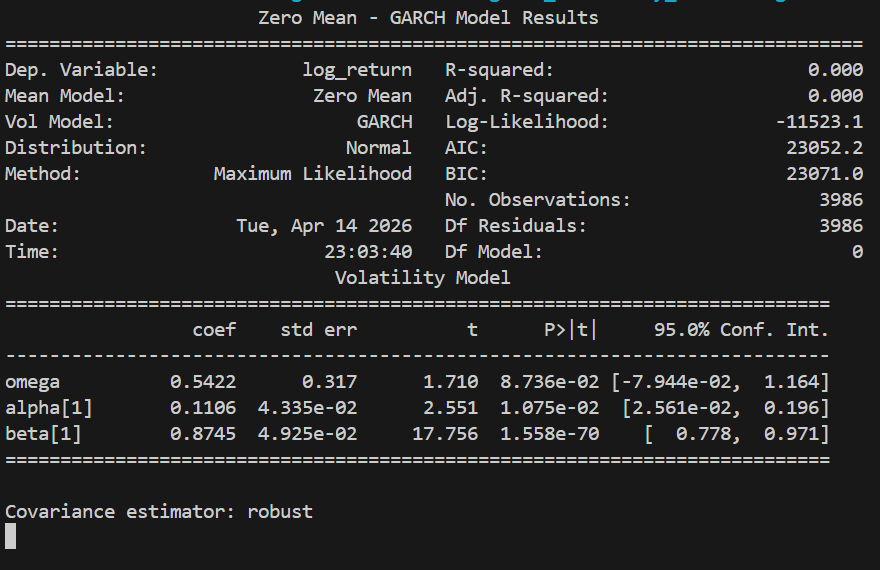 Zero Mean - GARCH Model Results
==============================================================================
Dep. Variable:             log_return   R-squared:                       0.000
Mean Model:                 Zero Mean   Adj. R-squared:                  0.000
Vol Model:                      GARCH   Log-Likelihood:               -11523.1
Distribution:                  Normal   AIC:                           23052.2
Method:            Maximum Likelihood   BIC:                           23071.0
                                        No. Observations:                 3986
Date:                Tue, Apr 14 2026   Df Residuals:                     3986
Time:                        23:03:40   Df Model:                            0
                              Volatility Model
===========================================================================
                 coef    std err          t      P>|t|      95.0% Conf. Int.
---------------------------------------------------------------------------
omega          0.5422      0.317      1.710  8.736e-02 [-7.944e-02,  1.164]
alpha[1]       0.1106  4.335e-02      2.551  1.075e-02  [2.561e-02,  0.196]
beta[1]        0.8745  4.925e-02     17.756  1.558e-70    [  0.778,  0.971]
===========================================================================
Covariance estimator: robust